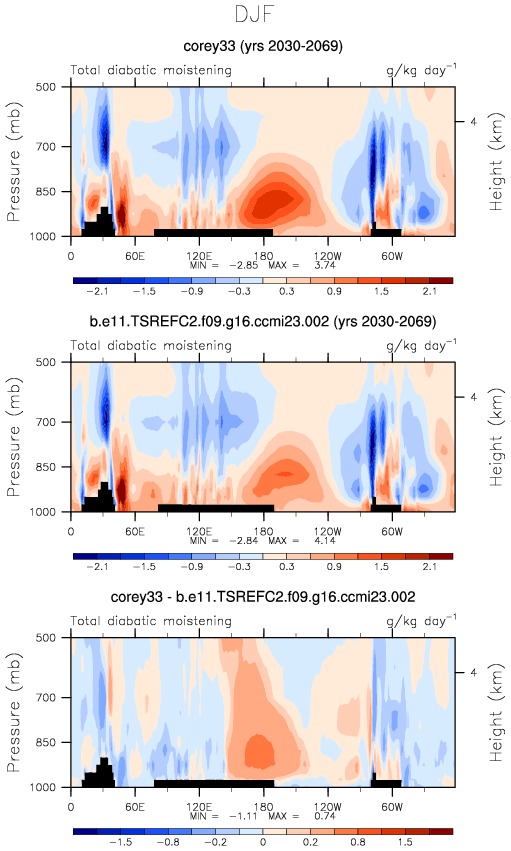 DJF
corey33 (yrs 2030-2069)
Total diabatic moistening g/kg day⁻¹
Pressure (mb)
500
700
850
1000
4
Height (km)
0 60E 120E 180 120W 60W
MIN = -2.85 MAX = 3.74
-2.1 -1.5 -0.9 -0.3 0.3 0.9 1.5 2.1
b.e11.TSREFC2.f09.g16.ccmi23.002 (yrs 2030-2069)
Total diabatic moistening g/kg day⁻¹
Pressure (mb)
500
700
850
1000
4
Height (km)
0 60E 120E 180 120W 60W
MIN = -2.84 MAX = 4.14
-2.1 -1.5 -0.9 -0.3 0.3 0.9 1.5 2.1
corey33 - b.e11.TSREFC2.f09.g16.ccmi23.002
Total diabatic moistening g/kg day⁻¹
Pressure (mb)
500
700
850
1000
4
Height (km)
0 60E 120E 180 120W 60W
MIN = -1.11 MAX = 0.74
-1.5 -0.8 -0.2 0 0.2 0.8 1.5